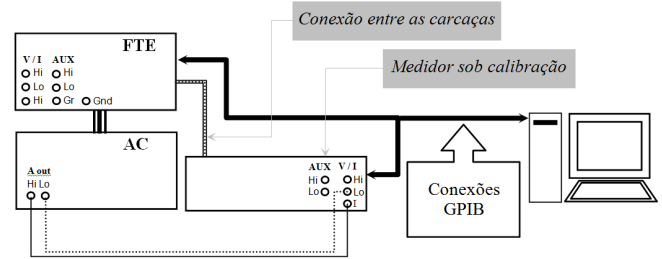 Conexão entre as carcaças
FTE
V / I AUX
Hi Hi
Lo Lo
Hi Gr Gnd
Medidor sob calibração
AC
A out
Hi Lo
AUX V / I
Hi Hi
Lo Lo
I
Conexões
GPIB